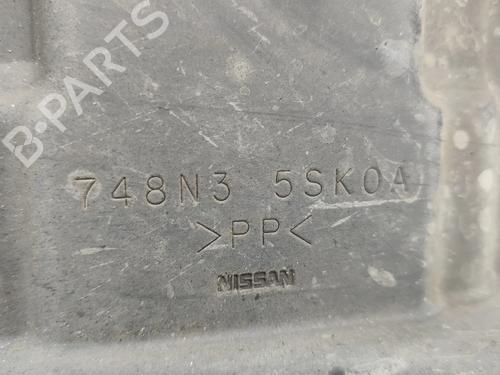 B-PARTS
748N3 5SK0A
>PP<
NISSAN